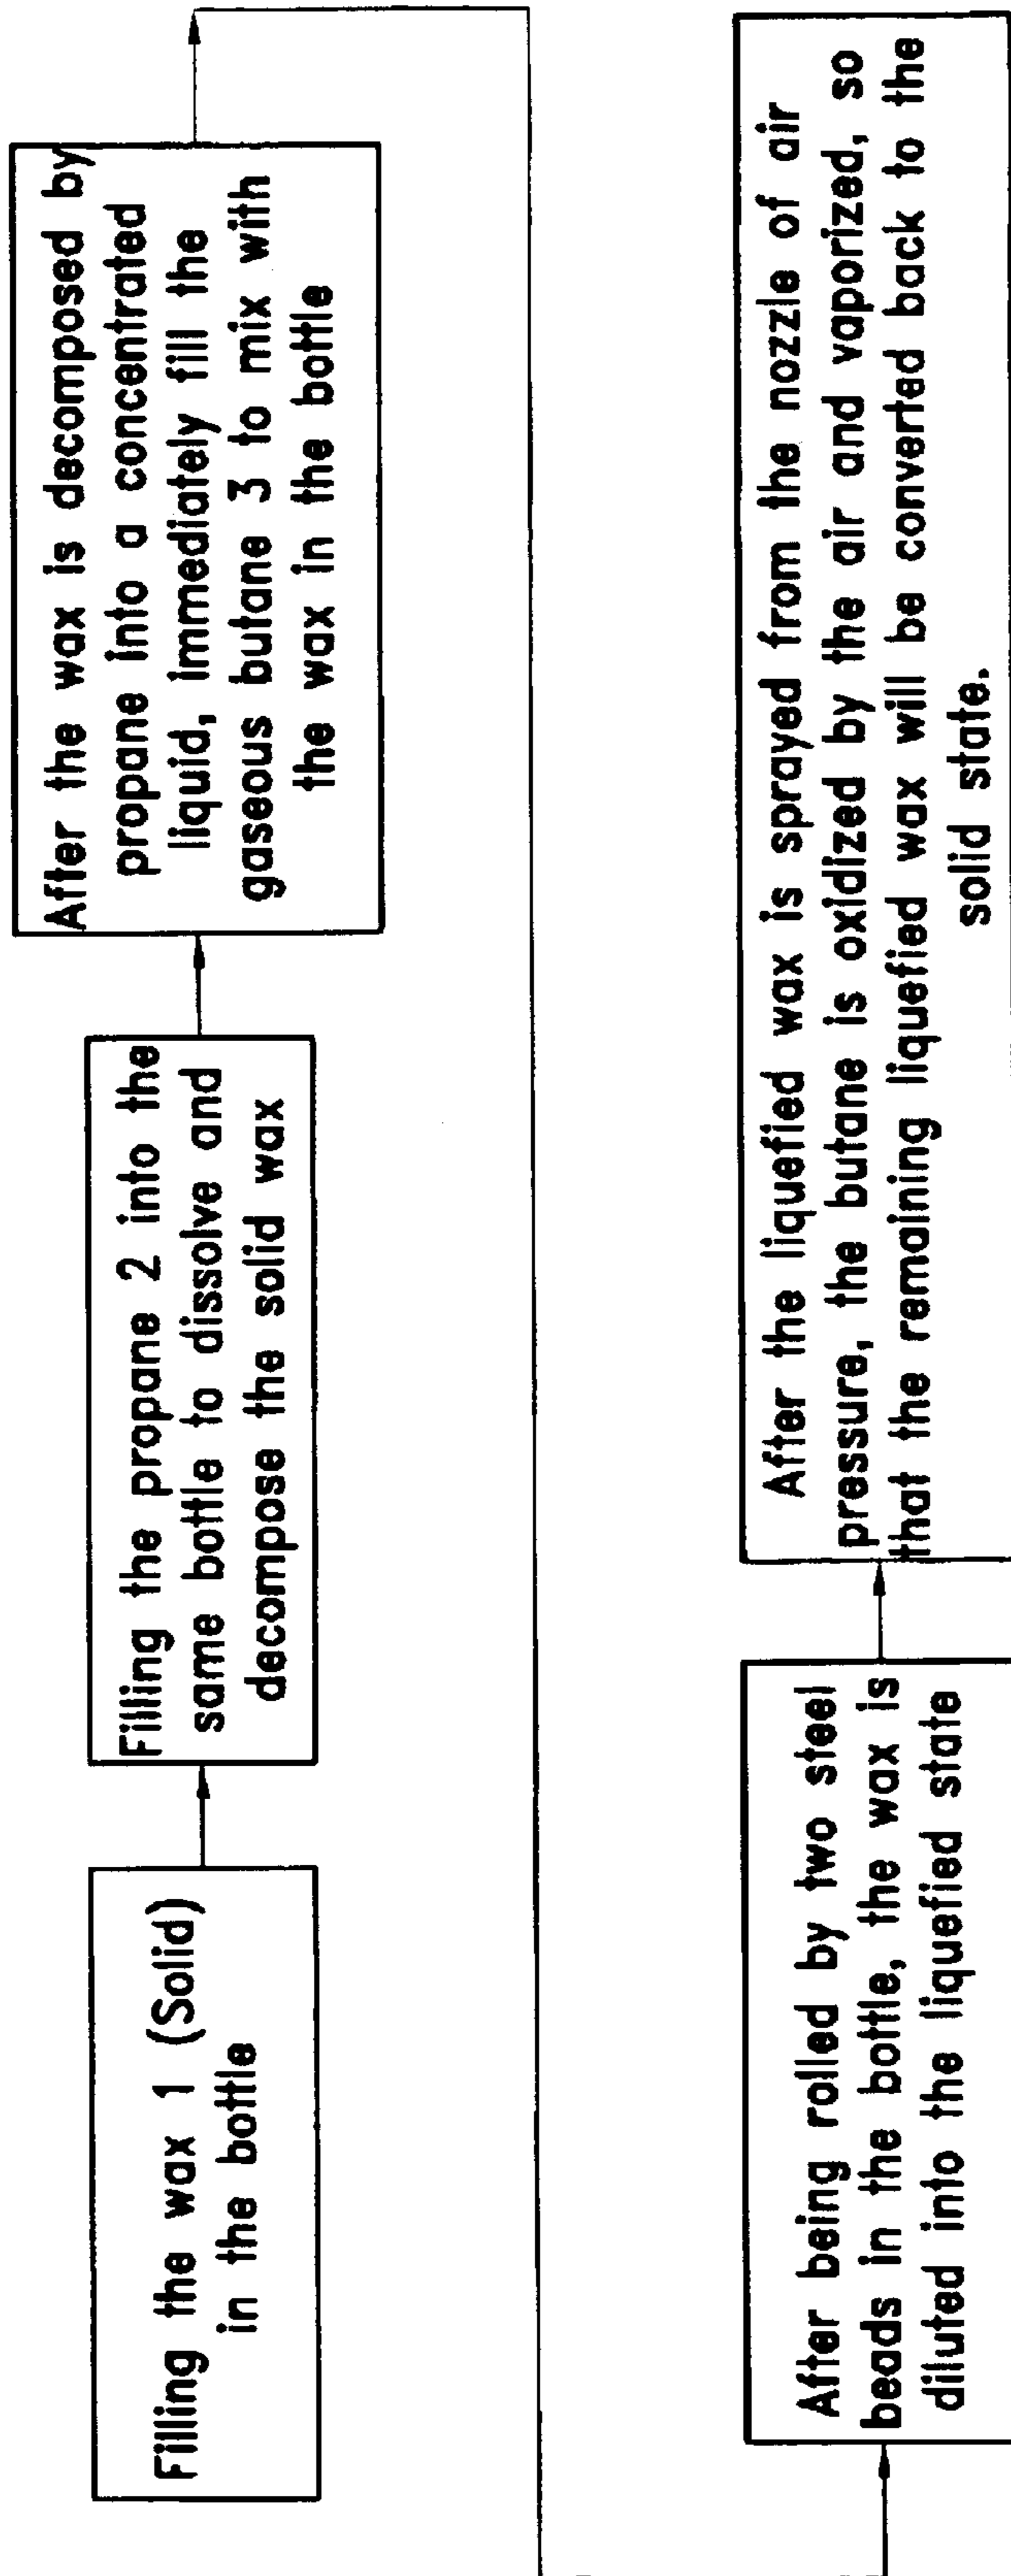 Filling the wax 1 (Solid)
in the bottle
Filling the propane 2 into the
same bottle to dissolve and
decompose the solid wax
After the wax is decomposed by
propane into a concentrated
liquid, immediately fill the
gaseous butane 3 to mix with
the wax in the bottle
After being rolled by two steel
beads in the bottle, the wax is
diluted into the liquefied state
After the liquefied wax is sprayed from the nozzle of air
pressure, the butane is oxidized by the air and vaporized, so
that the remaining liquefied wax will be converted back to the
solid state.